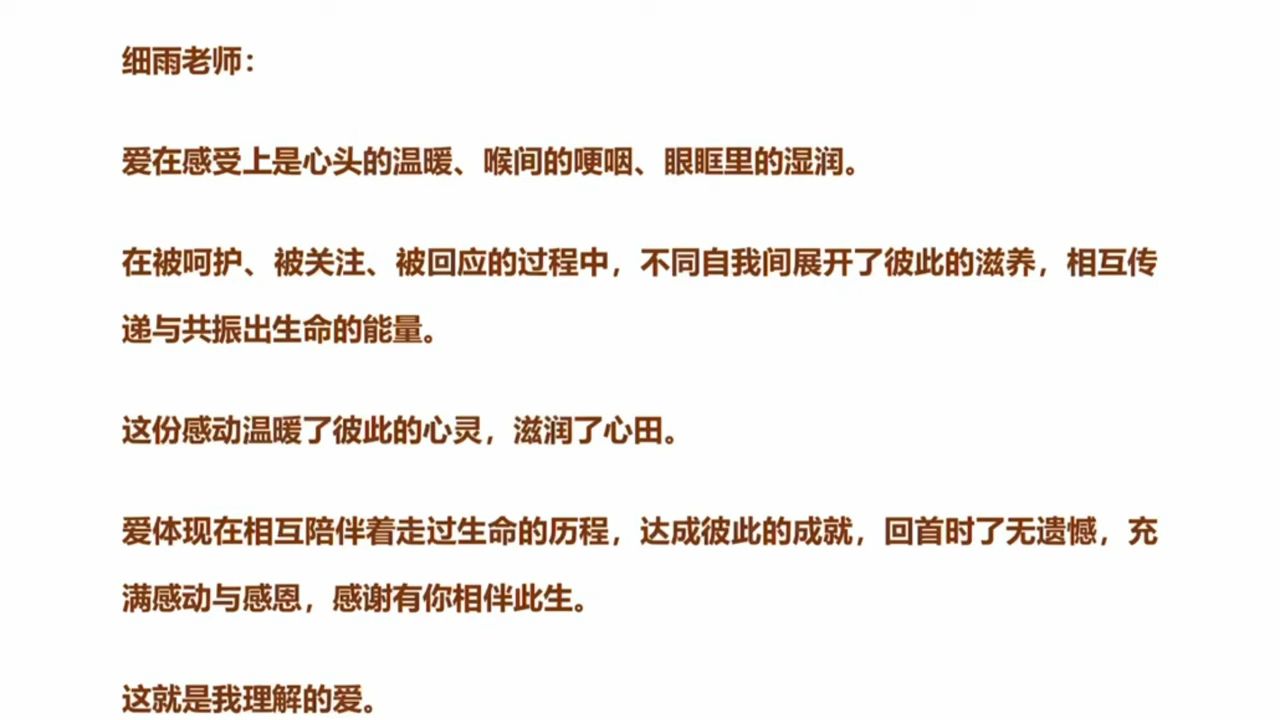 细雨老师：
爱在感受上是心头的温暖、喉间的哽咽、眼眶里的湿润。
在被呵护、被关注、被回应的过程中，不同自我间展开了彼此的滋养，相互传
递与共振出生命的能量。
这份感动温暖了彼此的心灵，滋润了心田。
爱体现在相互陪伴着走过生命的历程，达成彼此的成就，回首时了无遗憾，充
满感动与感恩，感谢有你相伴此生。
这就是我理解的爱。